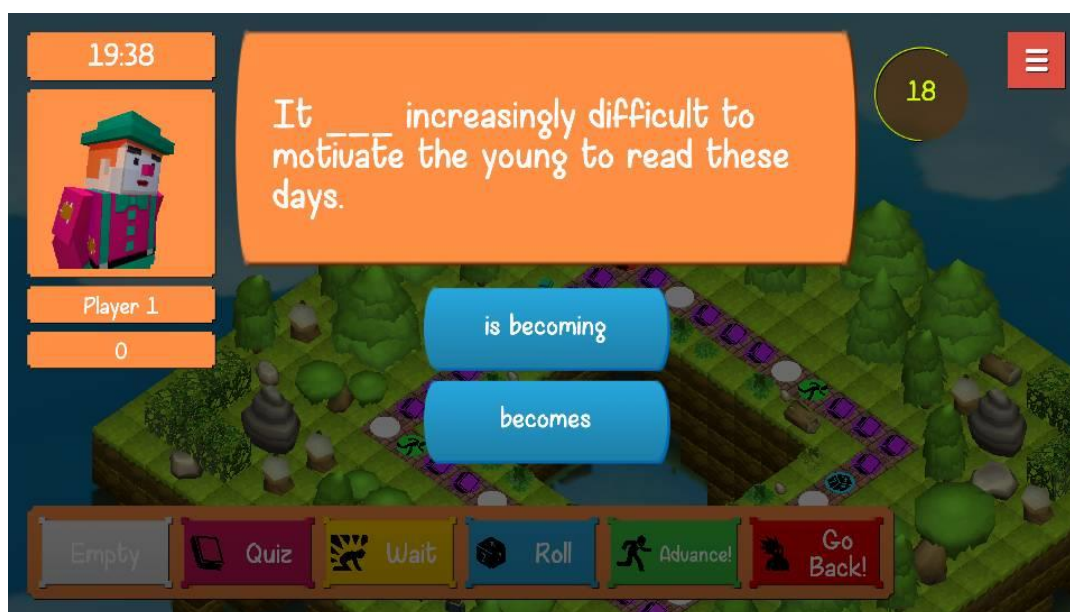 19:38
It ___ increasingly difficult to
motivate the young to read these
days.
18
Player 1
0
is becoming
becomes
Empty
Quiz
Wait
Roll
Advance!
Go
Back!